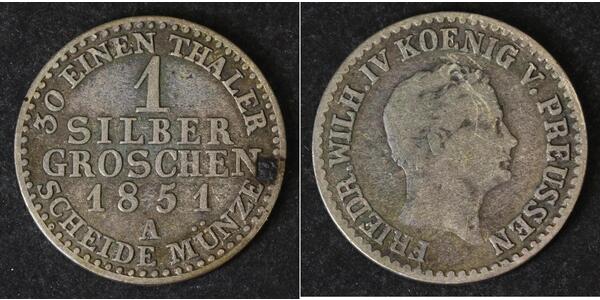 30 EINEN THALER
1
SILBER
GROSCHEN
1851
A
SCHEIDE MÜNZE
FRIEDR. WILH. IV KOENIG V. PREUSSEN